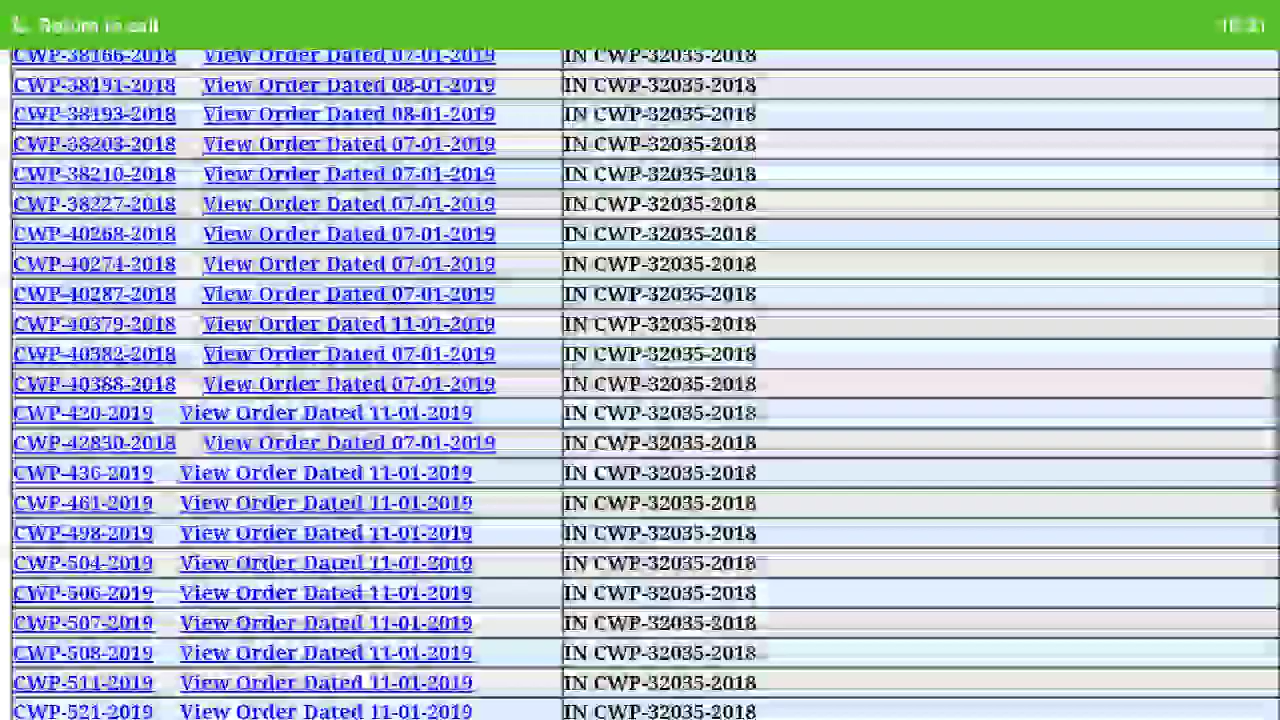 Return to call
CWP-38166-2018 View Order Dated 07-01-2019 IN CWP-32035-2018
CWP-38191-2018 View Order Dated 08-01-2019 IN CWP-32035-2018
CWP-38193-2018 View Order Dated 08-01-2019 IN CWP-32035-2018
CWP-38203-2018 View Order Dated 07-01-2019 IN CWP-32035-2018
CWP-38210-2018 View Order Dated 07-01-2019 IN CWP-32035-2018
CWP-38227-2018 View Order Dated 07-01-2019 IN CWP-32035-2018
CWP-40268-2018 View Order Dated 07-01-2019 IN CWP-32035-2018
CWP-40274-2018 View Order Dated 07-01-2019 IN CWP-32035-2018
CWP-40287-2018 View Order Dated 07-01-2019 IN CWP-32035-2018
CWP-40379-2018 View Order Dated 11-01-2019 IN CWP-32035-2018
CWP-40382-2018 View Order Dated 07-01-2019 IN CWP-32035-2018
CWP-40388-2018 View Order Dated 07-01-2019 IN CWP-32035-2018
CWP-420-2019 View Order Dated 11-01-2019 IN CWP-32035-2018
CWP-42830-2018 View Order Dated 07-01-2019 IN CWP-32035-2018
CWP-436-2019 View Order Dated 11-01-2019 IN CWP-32035-2018
CWP-461-2019 View Order Dated 11-01-2019 IN CWP-32035-2018
CWP-498-2019 View Order Dated 11-01-2019 IN CWP-32035-2018
CWP-504-2019 View Order Dated 11-01-2019 IN CWP-32035-2018
CWP-506-2019 View Order Dated 11-01-2019 IN CWP-32035-2018
CWP-507-2019 View Order Dated 11-01-2019 IN CWP-32035-2018
CWP-508-2019 View Order Dated 11-01-2019 IN CWP-32035-2018
CWP-511-2019 View Order Dated 11-01-2019 IN CWP-32035-2018
CWP-521-2019 View Order Dated 11-01-2019 IN CWP-32035-2018